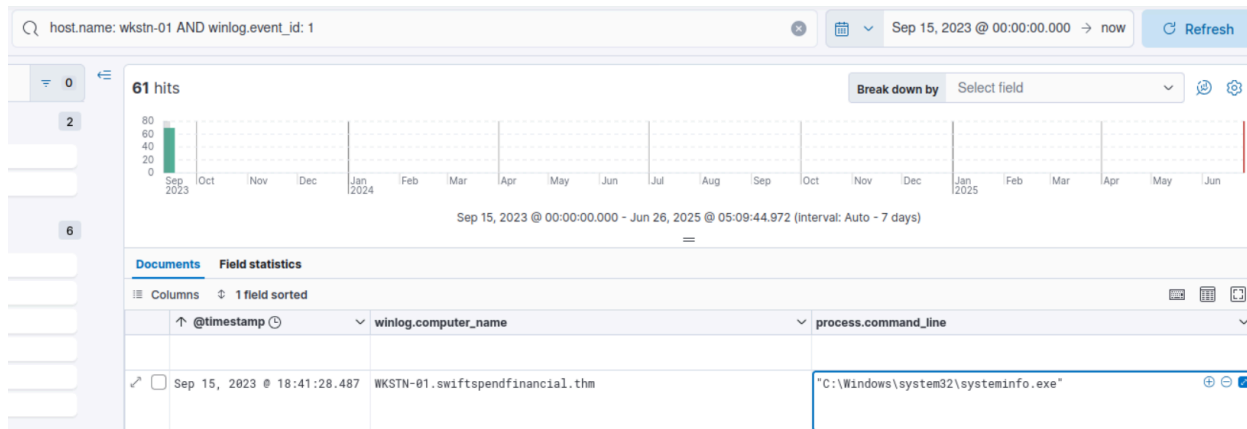 host.name: wkstn-01 AND winlog.event_id: 1
Sep 15, 2023 @ 00:00:00.000 → now
Refresh
0
61 hits
Break down by Select field
2
80
60
40
20
0
Sep Oct Nov Dec Jan Feb Mar Apr May Jun Jul Aug Sep Oct Nov Dec Jan Feb Mar Apr May Jun
2023 2024 2025
Sep 15, 2023 @ 00:00:00.000 - Jun 26, 2025 @ 05:09:44.972 (interval: Auto - 7 days)
6
Documents Field statistics
Columns 1 field sorted
@timestamp winlog.computer_name process.command_line
Sep 15, 2023 @ 18:41:28.487 WKSTN-01.swiftspendfinancial.thm "C:\Windows\system32\systeminfo.exe"